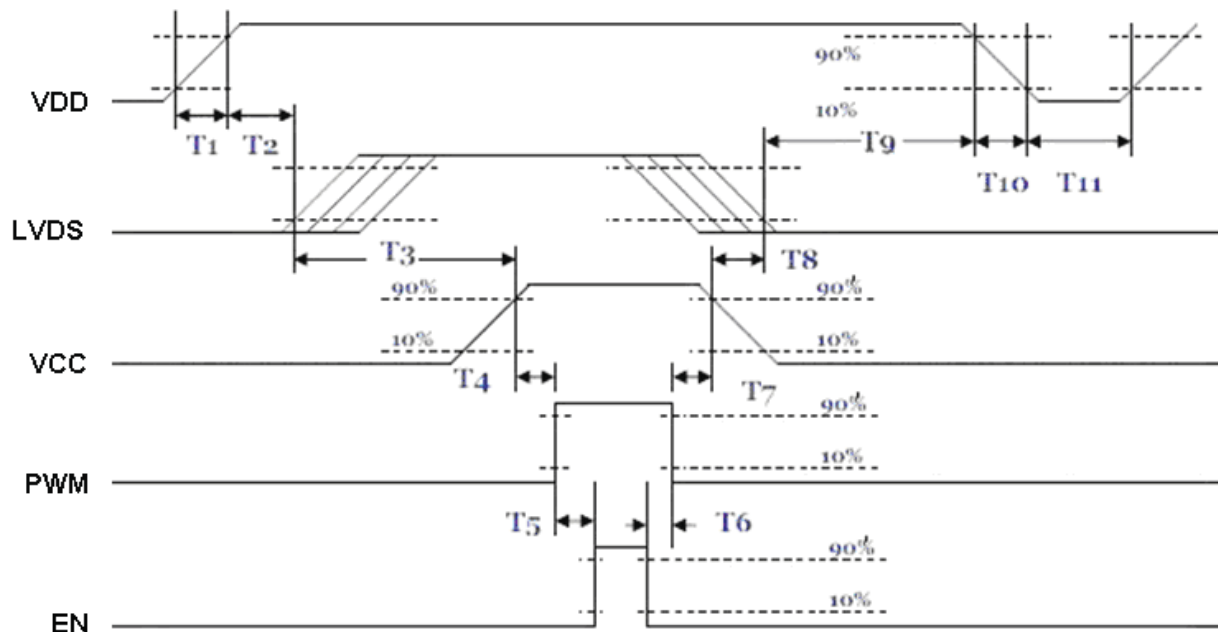 90%
VDD
10%
T1 T2 T9
T10 T11
LVDS
T3 T8
90% 90%
10% 10%
VCC
T4 T7
90%
10%
PWM
T5 T6
90%
10%
EN